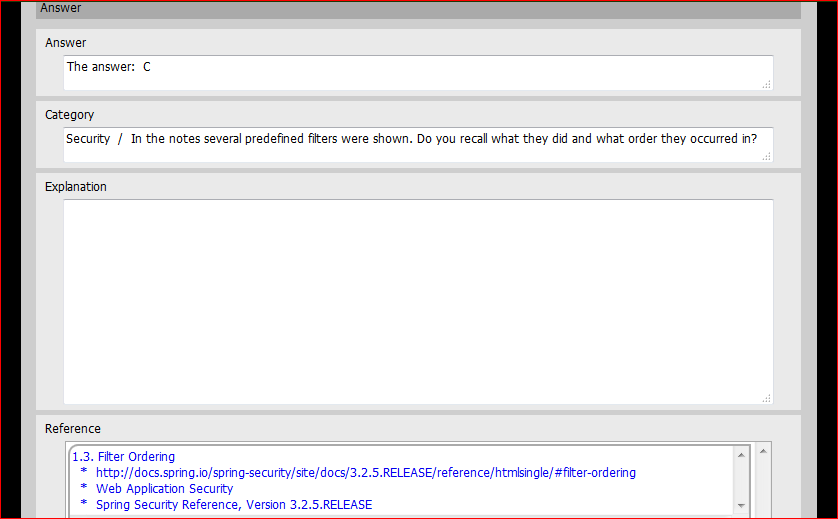 Answer
Answer
The answer:  C
Category
Security  /  In the notes several predefined filters were shown. Do you recall what they did and what order they occurred in?
Explanation
Reference
1.3. Filter Ordering
* http://docs.spring.io/spring-security/site/docs/3.2.5.RELEASE/reference/htmlsingle/#filter-ordering
* Web Application Security
* Spring Security Reference, Version 3.2.5.RELEASE